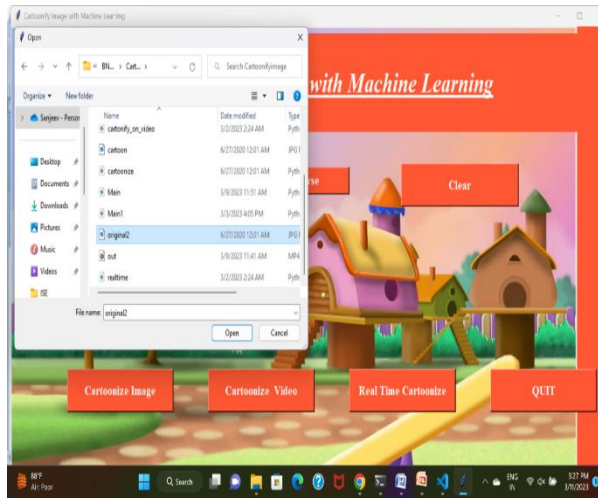 Cartoonify Image with Machine Learning
Open
BN... > Cart... >
Search Cartoonifyimage
Organize
New folder
Name Date modified Type
Sanjeev - Person
cartonify_on_video 3/2/2023 2:24 AM Pyth
cartoon 6/27/2020 12:01 AM JPG
cartoonize 6/27/2020 12:01 AM Pyth
Main 3/9/2023 11:51 AM Pyth
Main1 3/3/2023 4:05 PM Pyth
original2 6/27/2020 12:01 AM JPG
out 3/9/2023 11:41 AM MP4
realtime 3/2/2023 2:24 AM Pyth
Desktop
Documents
Downloads
Pictures
Music
Videos
ISE
File name: original2
Open Cancel
with Machine Learning
Clear
Cartoonize Image Cartoonize Video Real Time Cartoonize QUIT
88°F
Air: Poor
Search
ENG
IN
3:27 PM
3/11/2023